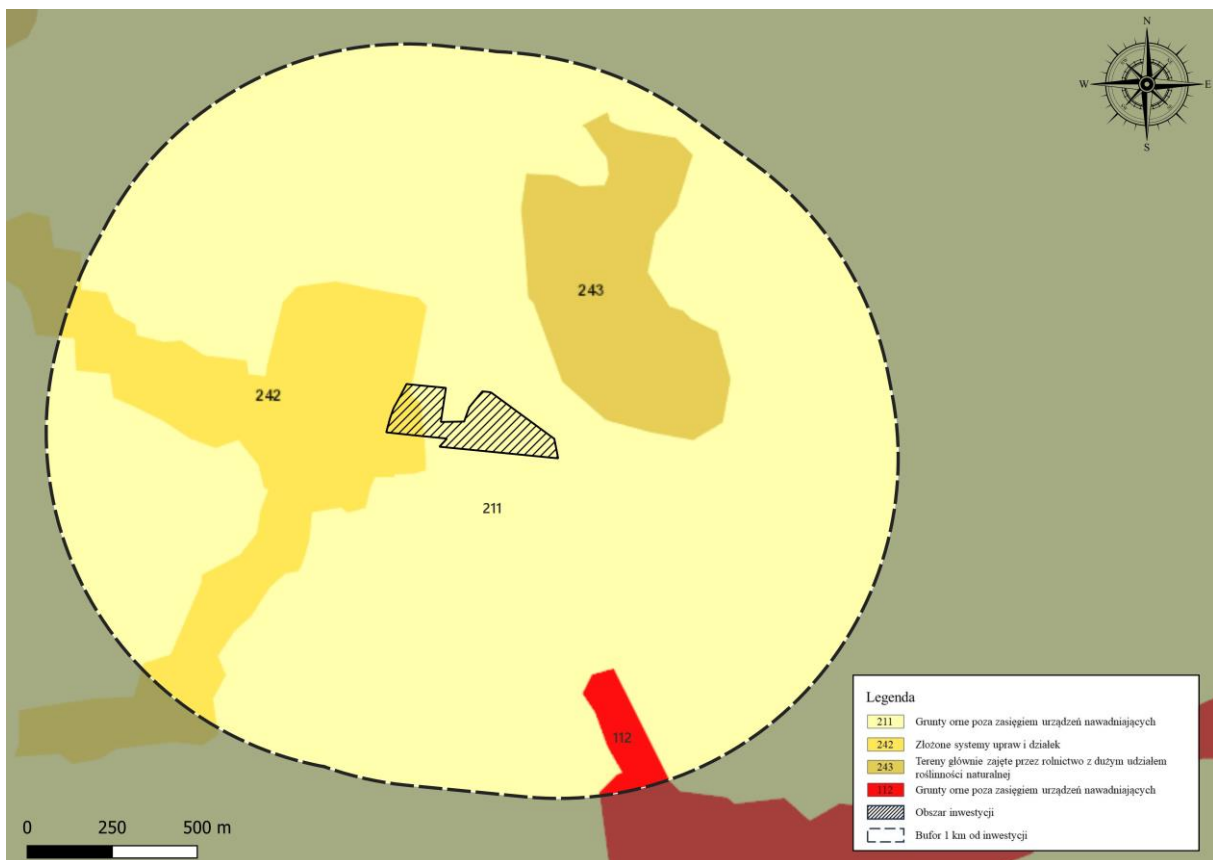 N
W E
S
243
242
211
112
Legenda
211 Grunty orne poza zasięgiem urządzeń nawadniających
242 Złożone systemy upraw i działek
243 Tereny głównie zajęte przez rolnictwo z dużym udziałem
roślinności naturalnej
112 Grunty orne poza zasięgiem urządzeń nawadniających
Obszar inwestycji
Bufor 1 km od inwestycji
0 250 500 m